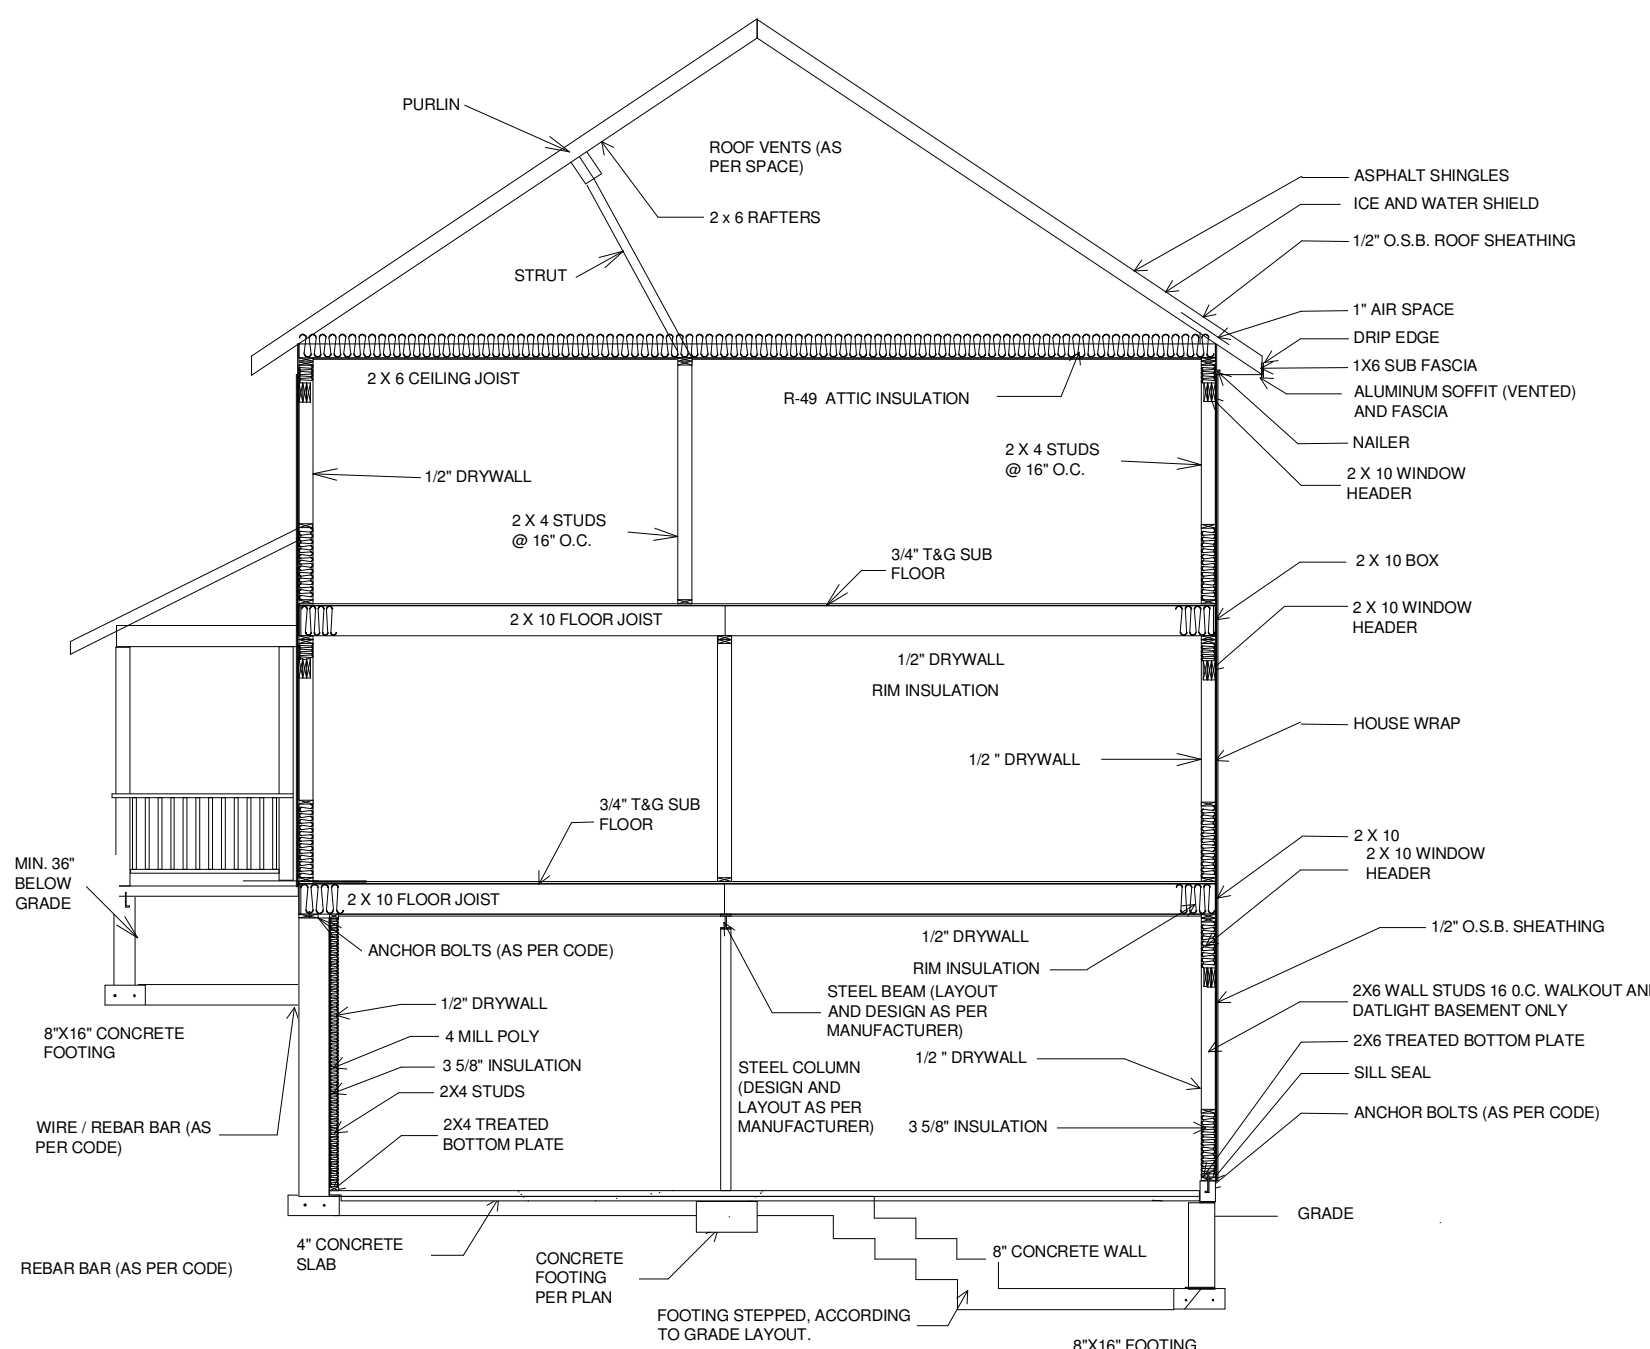 PURLIN
ROOF VENTS (AS
PER SPACE)
2 x 6 RAFTERS
STRUT
ASPHALT SHINGLES
ICE AND WATER SHIELD
1/2" O.S.B. ROOF SHEATHING
1" AIR SPACE
DRIP EDGE
1X6 SUB FASCIA
ALUMINUM SOFFIT (VENTED)
AND FASCIA
NAILER
2 X 10 WINDOW
HEADER
2 X 6 CEILING JOIST
R-49 ATTIC INSULATION
1/2" DRYWALL
2 X 4 STUDS
@ 16" O.C.
2 X 4 STUDS
@ 16" O.C.
3/4" T&G SUB
FLOOR
2 X 10 BOX
2 X 10 WINDOW
HEADER
2 X 10 FLOOR JOIST
1/2" DRYWALL
RIM INSULATION
HOUSE WRAP
1/2 " DRYWALL
3/4" T&G SUB
FLOOR
2 X 10
2 X 10 WINDOW
HEADER
MIN. 36"
BELOW
GRADE
2 X 10 FLOOR JOIST
1/2" O.S.B. SHEATHING
ANCHOR BOLTS (AS PER CODE)
1/2" DRYWALL
RIM INSULATION
STEEL BEAM (LAYOUT
AND DESIGN AS PER
MANUFACTURER)
2X6 WALL STUDS 16 0.C. WALKOUT AN
DATLIGHT BASEMENT ONLY
1/2" DRYWALL
4 MILL POLY
3 5/8" INSULATION
2X4 STUDS
2X4 TREATED
BOTTOM PLATE
8"X16" CONCRETE
FOOTING
1/2 " DRYWALL
2X6 TREATED BOTTOM PLATE
SILL SEAL
STEEL COLUMN
(DESIGN AND
LAYOUT AS PER
MANUFACTURER)
3 5/8" INSULATION
ANCHOR BOLTS (AS PER CODE)
WIRE / REBAR BAR (AS
PER CODE)
GRADE
4" CONCRETE
SLAB
CONCRETE
FOOTING
PER PLAN
8" CONCRETE WALL
REBAR BAR (AS PER CODE)
FOOTING STEPPED, ACCORDING
TO GRADE LAYOUT.
8"X16" FOOTING